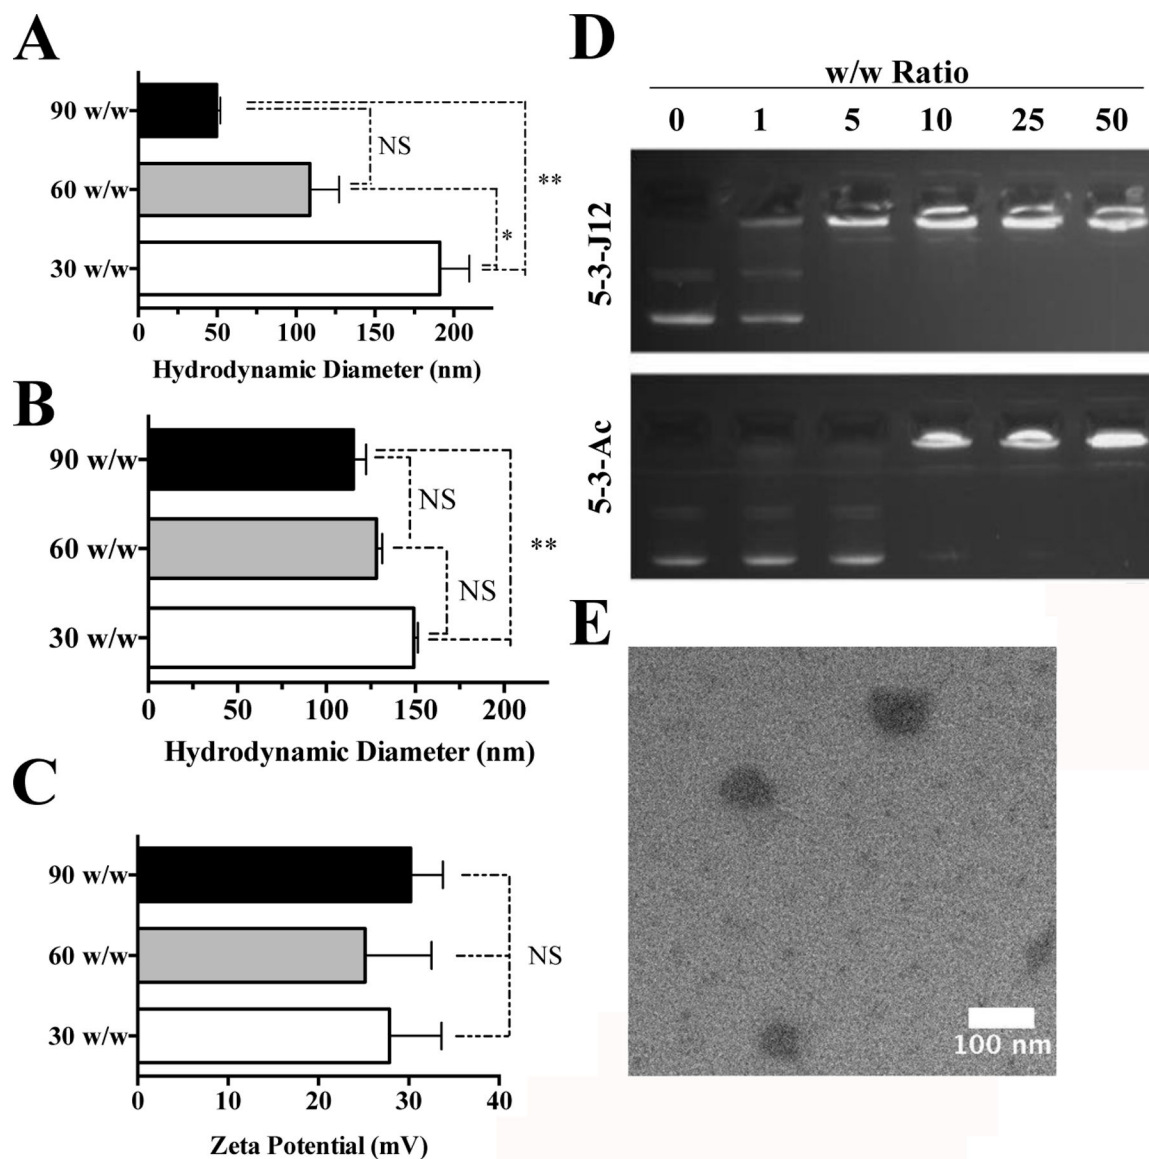 A
90 w/w
60 w/w
30 w/w
NS
**
*
0 50 100 150 200
Hydrodynamic Diameter (nm)
B
90 w/w
60 w/w
30 w/w
NS
NS
**
0 50 100 150 200
Hydrodynamic Diameter (nm)
C
90 w/w
60 w/w
30 w/w
NS
0 10 20 30 40
Zeta Potential (mV)
D
w/w Ratio
0 1 5 10 25 50
5-3-J12
5-3-Ac
E
100 nm